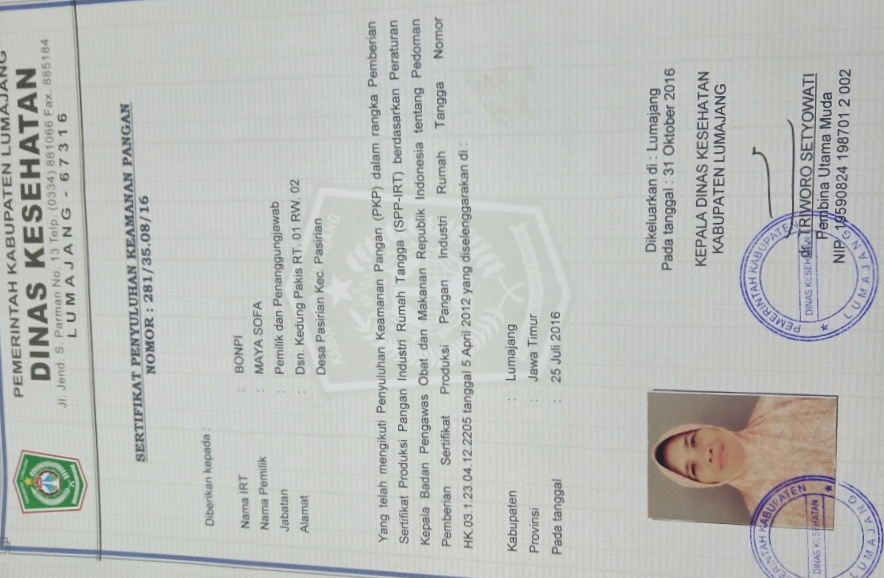 PEMERINTAH KABUPATEN LUMAJANG
DINAS KESEHATAN
Jl. Jend. S. Parman No. 13 Telp. (0334) 881066 Fax. 885184
LUMAJANG - 67316
SERTIFIKAT PENYULUHAN KEAMANAN PANGAN
NOMOR : 281/35.08/16
Diberikan kepada :
Nama IRT : BONPI
Nama Pemilik : MAYA SOFA
Jabatan : Pemilik dan Penanggungjawab
Alamat : Dsn. Kedung Pakis RT. 01 RW. 02
Desa Pasirian Kec. Pasirian
Yang telah mengikuti Penyuluhan Keamanan Pangan (PKP) dalam rangka Pemberian
Sertifikat Produksi Pangan Industri Rumah Tangga (SPP-IRT) berdasarkan Peraturan
Kepala Badan Pengawas Obat dan Makanan Republik Indonesia tentang Pedoman
Pemberian Sertifikat Produksi Pangan Industri Rumah Tangga Nomor
HK.03.1.23.04.12.2205 tanggal 5 April 2012 yang diselenggarakan di :
Kabupaten : Lumajang
Provinsi : Jawa Timur
Pada tanggal : 25 Juli 2016
Dikeluarkan di : Lumajang
Pada tanggal : 31 Oktober 2016
KEPALA DINAS KESEHATAN
KABUPATEN LUMAJANG
dr. TRIWORO SETYOWATI
Pembina Utama Muda
NIP. 19590824 198701 2 002
PEMERINTAH KABUPATEN
DINAS KESEHATAN
LUMAJANG
PEMERINTAH KABUPATEN
DINAS KESEHATAN
LUMAJANG